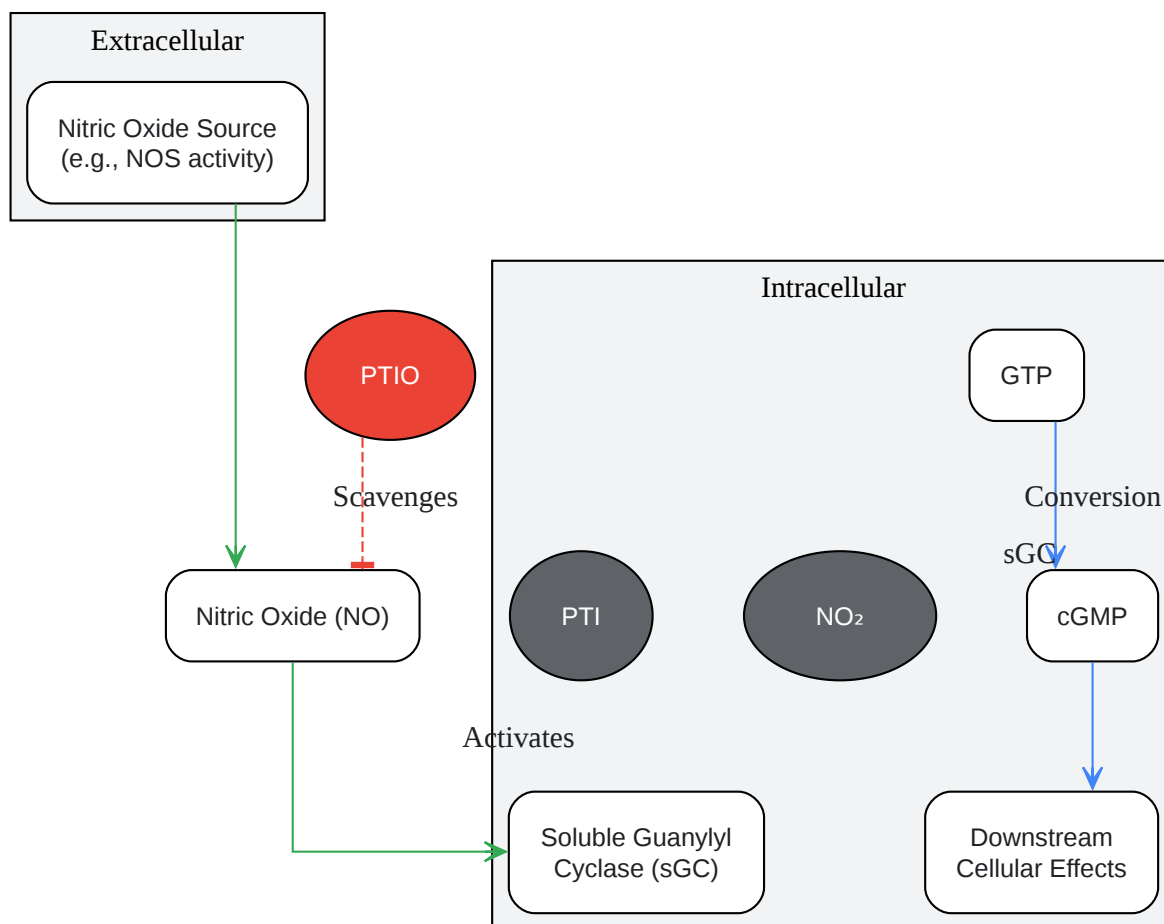 Extracellular
Nitric Oxide Source
(e.g., NOS activity)
Intracellular
PTIO
GTP
Scavenges
Conversion
sGC
Nitric Oxide (NO)
PTI
NO₂
cGMP
Activates
Soluble Guanylyl
Cyclase (sGC)
Downstream
Cellular Effects